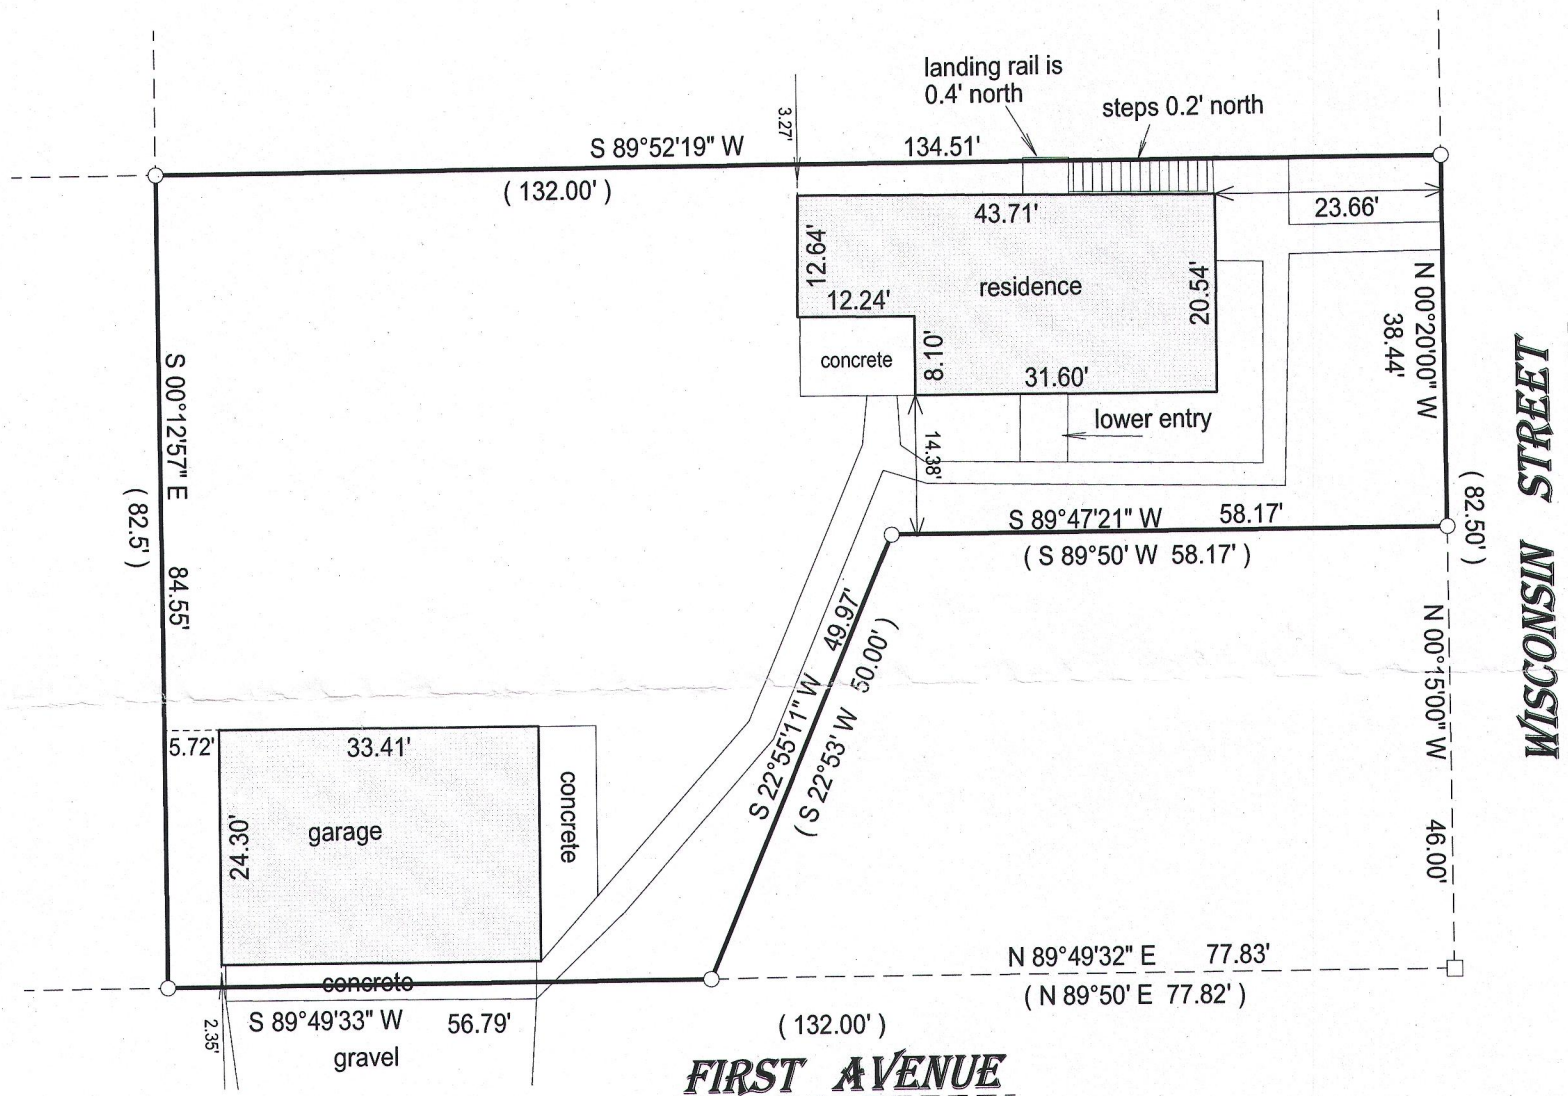 landing rail is
0.4' north
steps 0.2' north
3.27'
S 89°52'19" W 134.51'
( 132.00' )
43.71'
23.66'
12.64'
residence
20.54'
12.24'
concrete
8.10'
31.60'
lower entry
14.38'
N 00°20'00" W
38.44'
( 82.50' )
WISCONSIN STREET
S 00°12'57" E 84.55'
( 82.5' )
S 89°47'21" W 58.17'
( S 89°50' W 58.17' )
S 22°55'11" W 49.97'
( S 22°53' W 50.00' )
N 00°15'00" W 46.00'
5.72'
33.41'
24.30'
garage
concrete
concrete
N 89°49'32" E 77.83'
( N 89°50' E 77.82' )
S 89°49'33" W 56.79'
2.35'
gravel
( 132.00' )
FIRST AVENUE